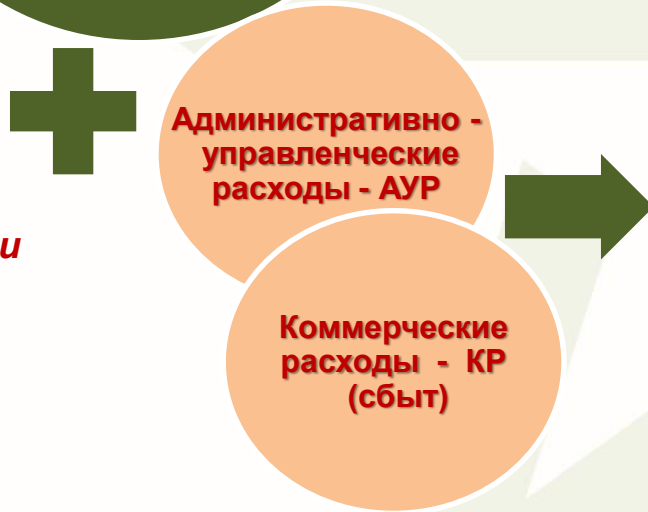 Административно -
управленческие
расходы - АУР
и
Коммерческие
расходы - КР
(сбыт)